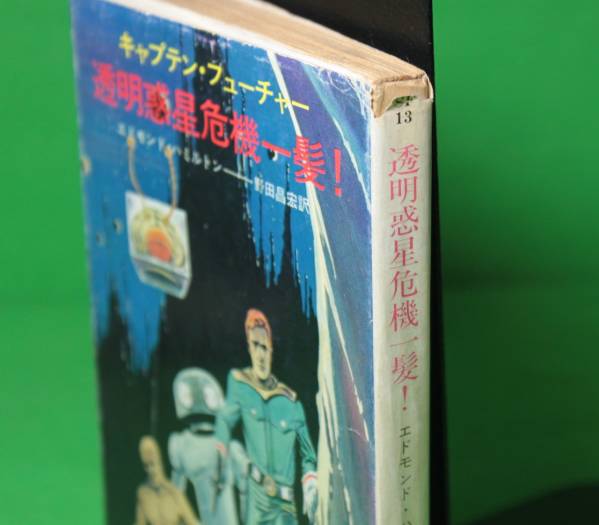 キャプテン・フューチャー
透明惑星危機一髪!
エドモンド・ハミルトン――野田昌宏訳
13
透明惑星危機一髪!
エドモンド・ハ